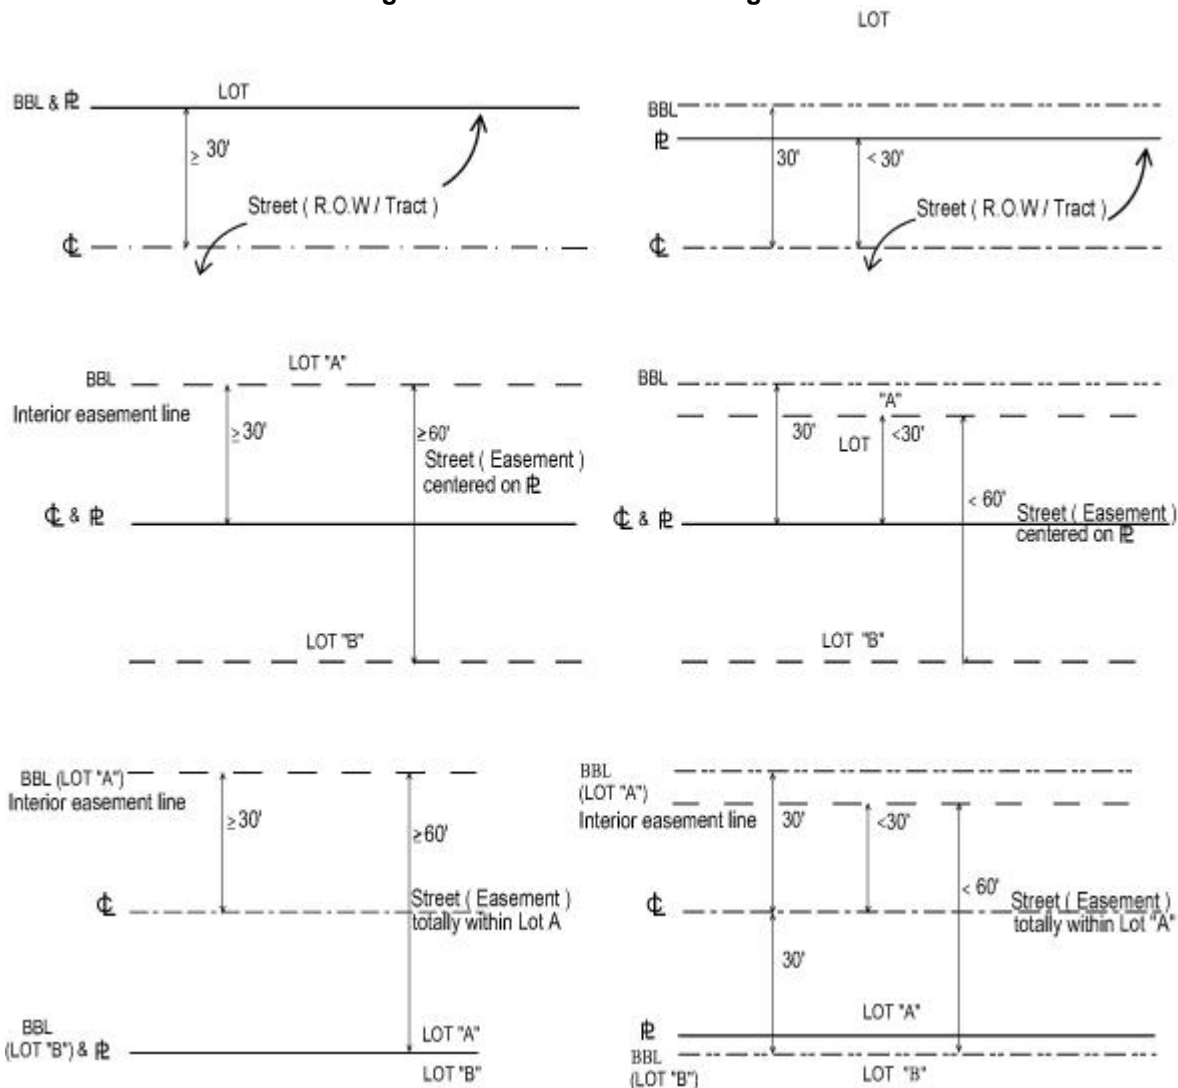 LOT
LOT
BBL & ⅊
≥ 30'
Street ( R.O.W / Tract )
℄
BBL
⅊
30'
< 30'
Street ( R.O.W / Tract )
℄
LOT "A"
BBL
Interior easement line
≥30'
≥60'
Street ( Easement )
centered on ⅊
℄ & ⅊
LOT "B"
BBL
"A"
30'
LOT
<30'
< 60'
℄ & ⅊
Street ( Easement )
centered on ⅊
LOT "B"
BBL (LOT "A")
Interior easement line
≥30'
≥60'
℄
Street ( Easement )
totally within Lot A
BBL
(LOT "B") & ⅊
LOT "A"
LOT "B"
BBL
(LOT "A")
Interior easement line
30'
<30'
< 60'
℄
Street ( Easement )
totally within Lot "A"
30'
LOT "A"
⅊
BBL
(LOT "B")
LOT "B"